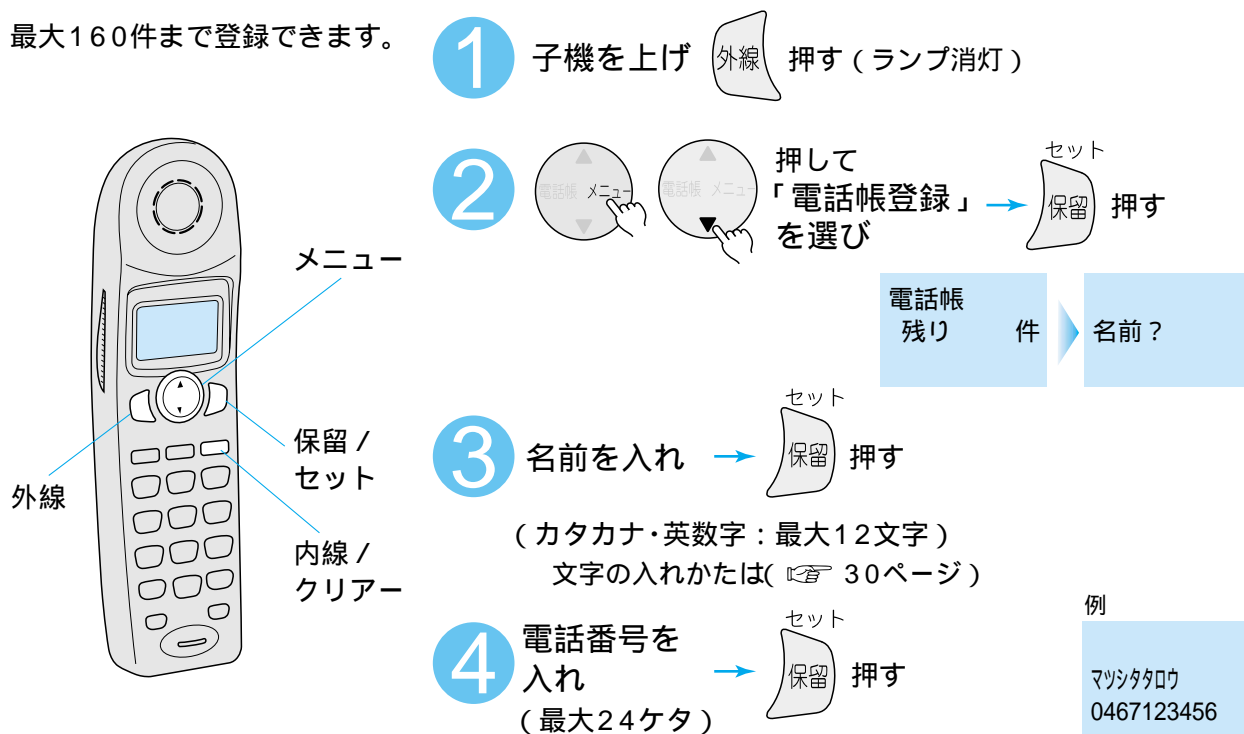 最大160件まで登録できます。
1 子機を上げ 外線 押す(ランプ消灯)
2 電話帳 メニュー 電話帳 メニュー 押して「電話帳登録」を選び → セット 保留 押す
電話帳
残り 件
名前?
メニュー
保留/
セット
外線
内線/
クリアー
3 名前を入れ → セット 保留 押す
(カタカナ・英数字:最大12文字)
文字の入れかたは(☞ 30ページ)
4 電話番号を
入れ → セット 保留 押す
(最大24ケタ)
例
マツシタタロウ
0467123456